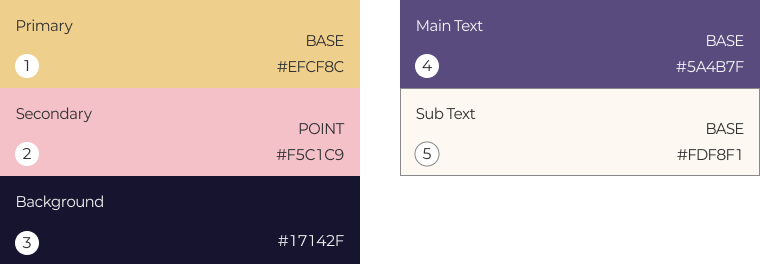 Primary
BASE
1
#EFCF8C
Secondary
POINT
2
#F5C1C9
Background
3
#17142F
Main Text
BASE
4
#5A4B7F
Sub Text
BASE
5
#FDF8F1